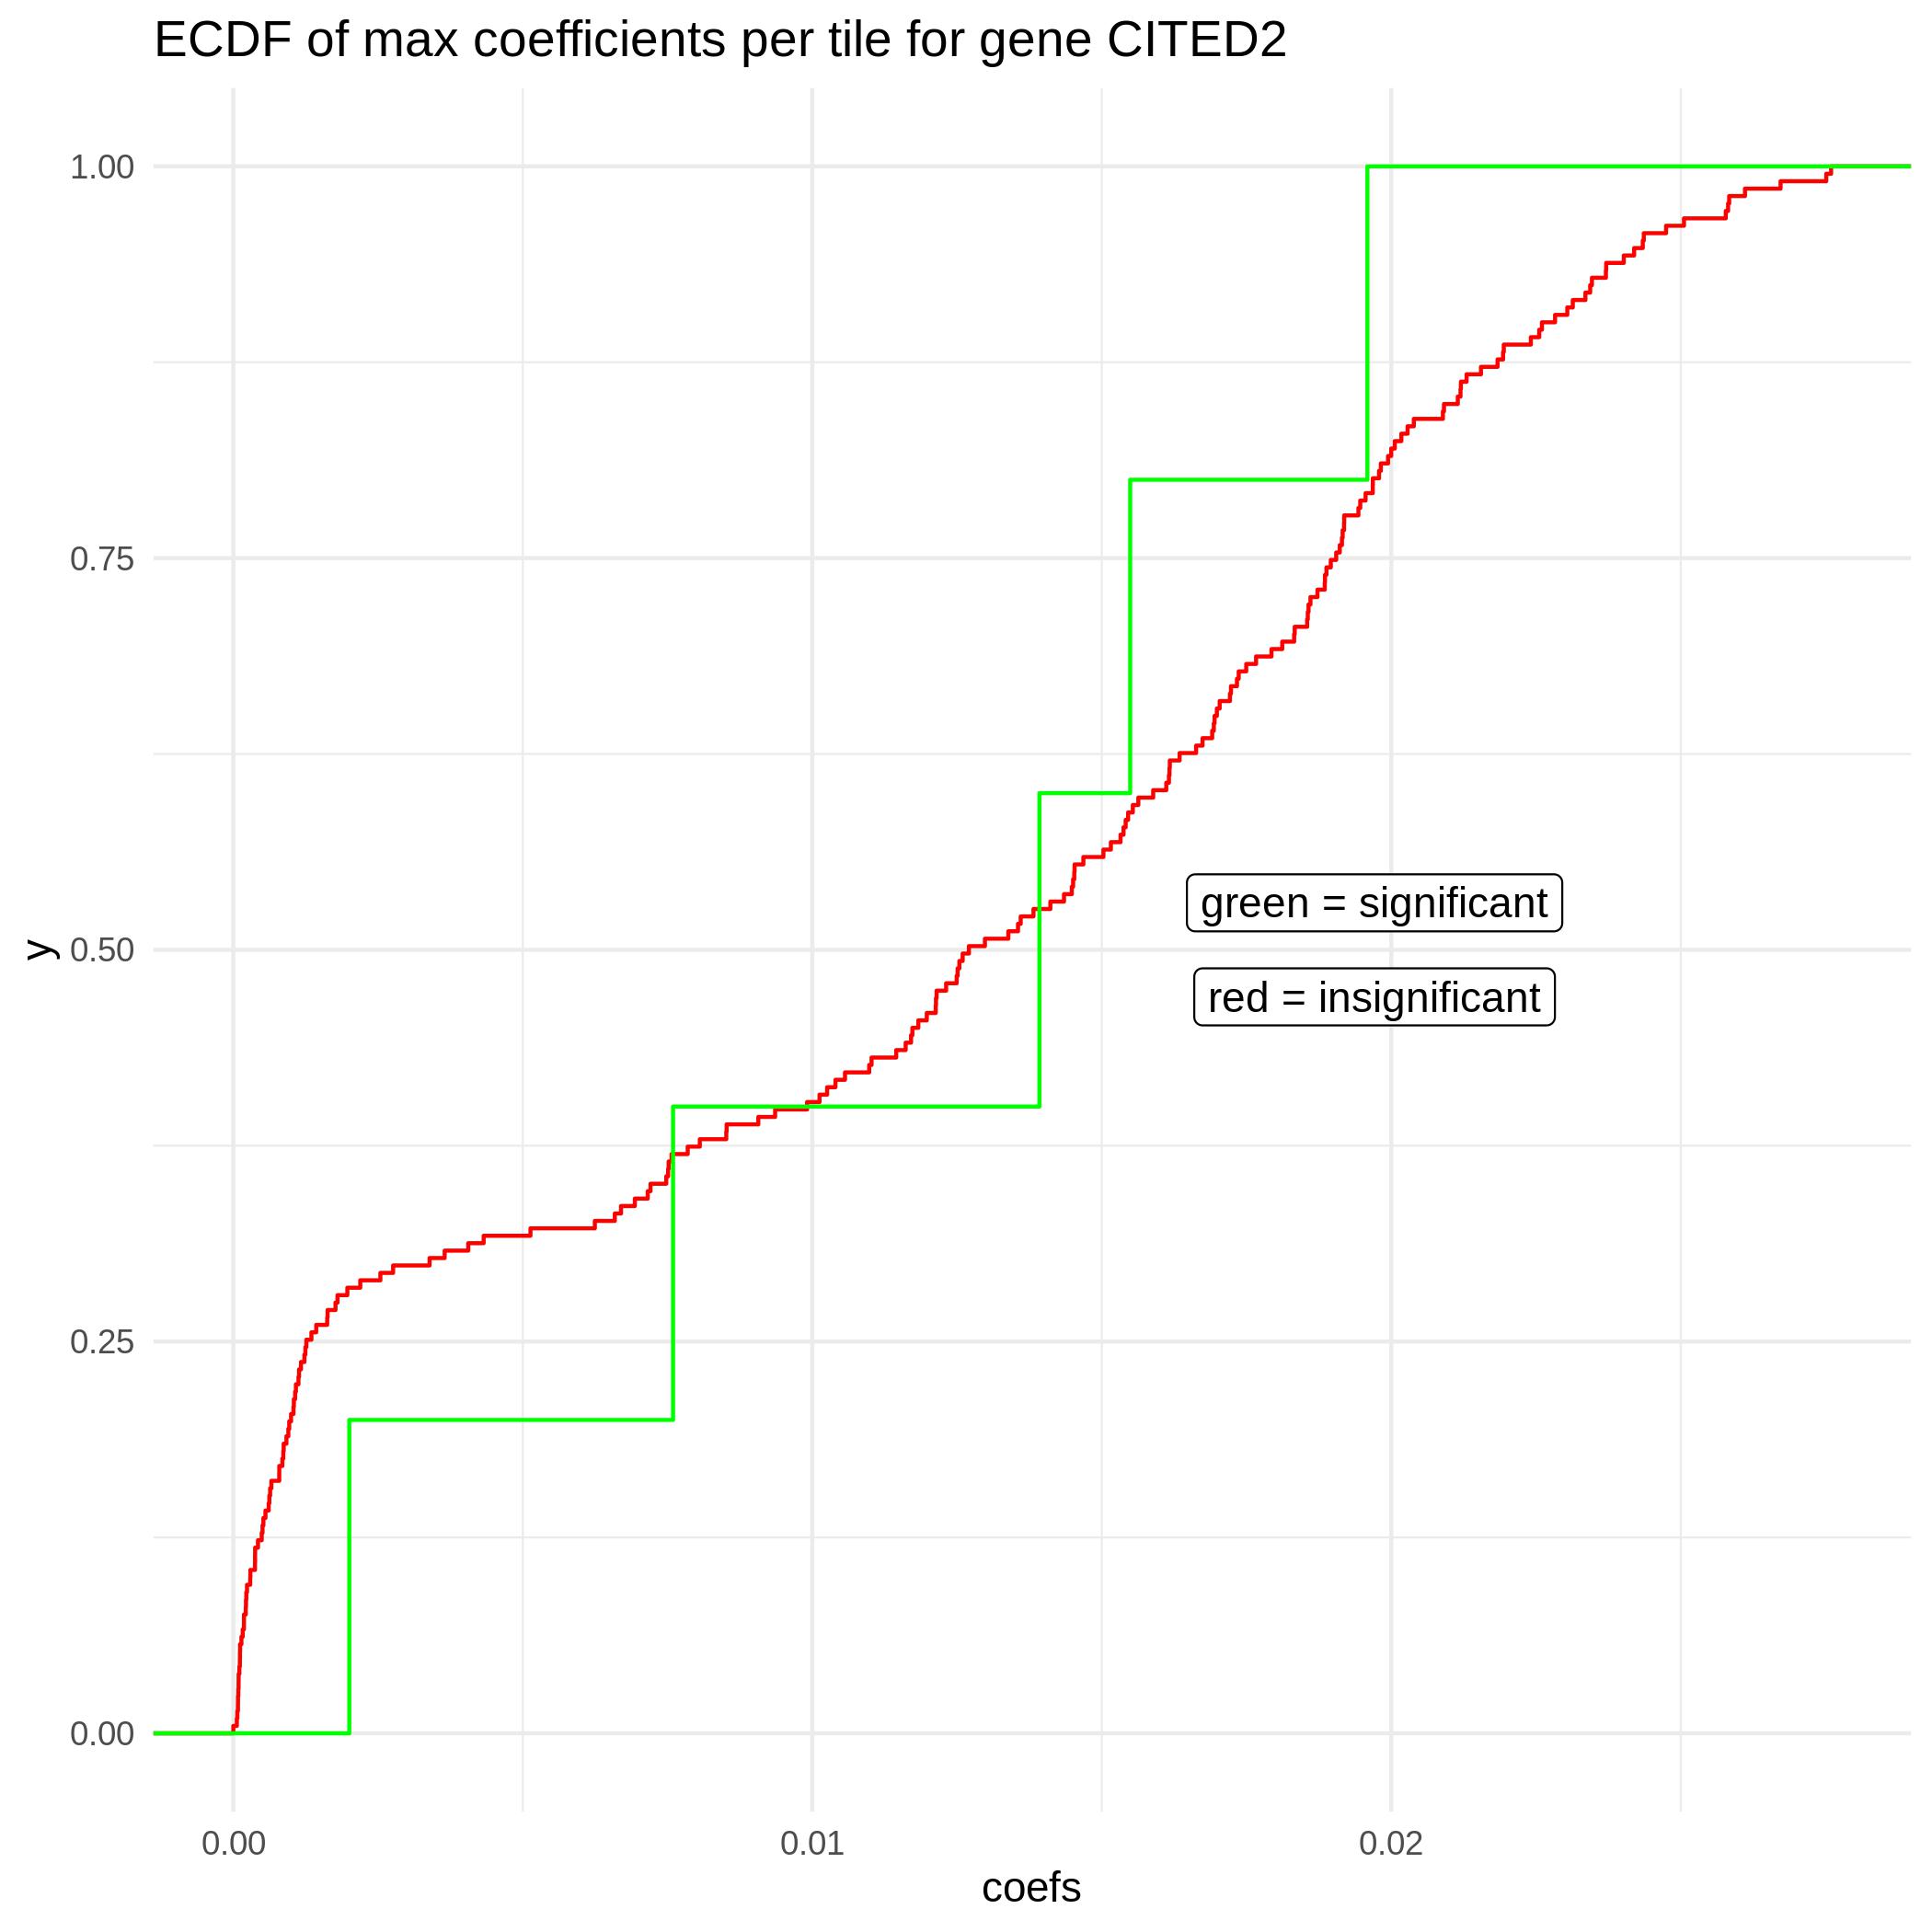 ECDF of max coefficients per tile for gene CITED2
1.00
0.75
0.50
0.25
0.00
y
green = significant
red = insignificant
0.00 0.01 0.02
coefs